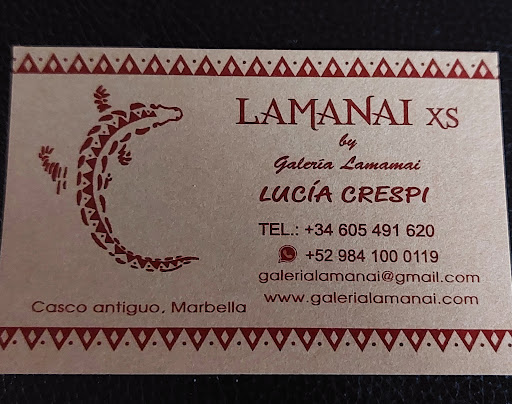 LAMANAI XS
by
Galería Lamamai
LUCÍA CRESPI
TEL.: +34 605 491 620
+52 984 100 0119
galerialamanai@gmail.com
www.galerialamanai.com
Casco antiguo, Marbella